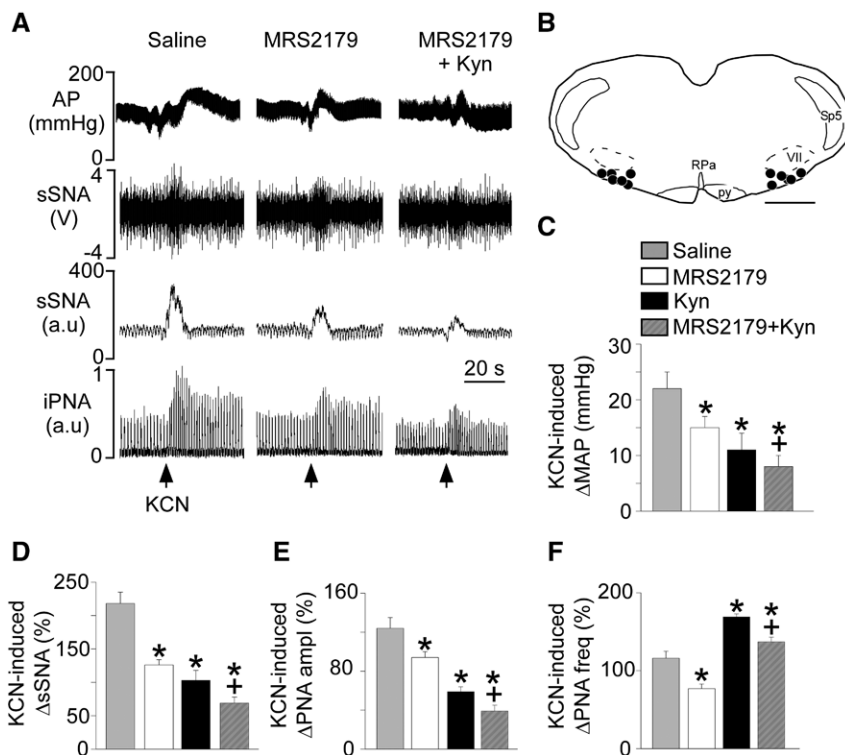 A
Saline
MRS2179
MRS2179
+ Kyn
200
AP
(mmHg)
0
4
sSNA
(V)
-4
400
sSNA
(a.u)
0
20 s
1
iPNA
(a.u)
0
KCN
B
Sp5
VII
RPa
py
C
Saline
MRS2179
Kyn
MRS2179+Kyn
KCN-induced
ΔMAP (mmHg)
30
20
10
0
*
*
*
+
D
KCN-induced
ΔsSNA (%)
250
150
50
0
*
*
*
+
E
KCN-induced
ΔPNA ampl (%)
160
80
0
*
*
*
+
F
KCN-induced
ΔPNA freq (%)
200
100
0
*
*
*
+